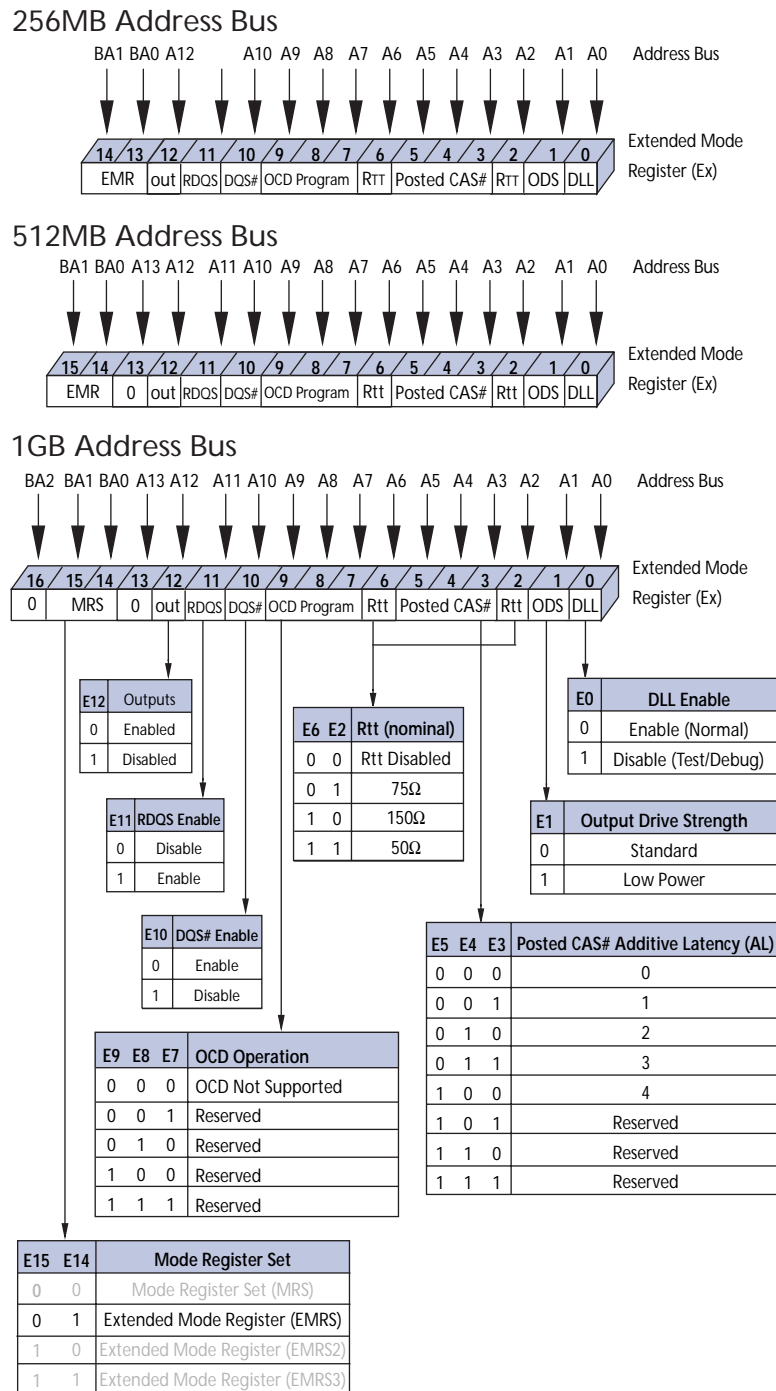 256MB Address Bus
BA1 BA0 A12 A10 A9 A8 A7 A6 A5 A4 A3 A2 A1 A0 Address Bus
14 13 12 11 10 9 8 7 6 5 4 3 2 1 0
EMR out RDQS DQS# OCD Program RTT Posted CAS# RTT ODS DLL
Extended Mode
Register (Ex)
512MB Address Bus
BA1 BA0 A13 A12 A11 A10 A9 A8 A7 A6 A5 A4 A3 A2 A1 A0 Address Bus
15 14 13 12 11 10 9 8 7 6 5 4 3 2 1 0
EMR 0 out RDQS DQS# OCD Program Rtt Posted CAS# Rtt ODS DLL
Extended Mode
Register (Ex)
1GB Address Bus
BA2 BA1 BA0 A13 A12 A11 A10 A9 A8 A7 A6 A5 A4 A3 A2 A1 A0 Address Bus
16 15 14 13 12 11 10 9 8 7 6 5 4 3 2 1 0
0 MRS 0 out RDQS DQS# OCD Program Rtt Posted CAS# Rtt ODS DLL
Extended Mode
Register (Ex)
E12 Outputs
0 Enabled
1 Disabled
E6 E2 Rtt (nominal)
0 0 Rtt Disabled
0 1 75Ω
1 0 150Ω
1 1 50Ω
E0 DLL Enable
0 Enable (Normal)
1 Disable (Test/Debug)
E11 RDQS Enable
0 Disable
1 Enable
E1 Output Drive Strength
0 Standard
1 Low Power
E10 DQS# Enable
0 Enable
1 Disable
E5 E4 E3 Posted CAS# Additive Latency (AL)
0 0 0 0
0 0 1 1
0 1 0 2
0 1 1 3
1 0 0 4
1 0 1 Reserved
1 1 0 Reserved
1 1 1 Reserved
E9 E8 E7 OCD Operation
0 0 0 OCD Not Supported
0 0 1 Reserved
0 1 0 Reserved
1 0 0 Reserved
1 1 1 Reserved
E15 E14 Mode Register Set
0 0 Mode Register Set (MRS)
0 1 Extended Mode Register (EMRS)
1 0 Extended Mode Register (EMRS2)
1 1 Extended Mode Register (EMRS3)